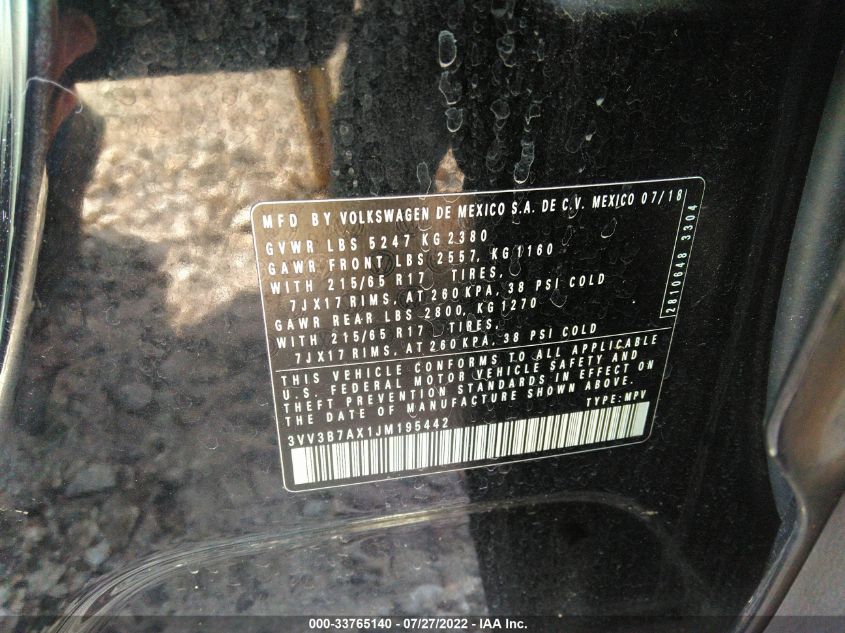 MFD BY VOLKSWAGEN DE MEXICO S.A. DE C.V. MEXICO 07/18
GVWR LBS 5247 KG 2380
GAWR FRONT LBS 2557, KG 1160
WITH 215/65 R17 TIRES,
7JX17 RIMS, AT 260 KPA, 38 PSI COLD
GAWR REAR LBS 2800, KG 1270
WITH 215/65 R17 TIRES,
7JX17 RIMS, AT 260 KPA, 38 PSI COLD
2810648 3304
THIS VEHICLE CONFORMS TO ALL APPLICABLE
U.S. FEDERAL MOTOR VEHICLE SAFETY AND
THEFT PREVENTION STANDARDS IN EFFECT ON
THE DATE OF MANUFACTURE SHOWN ABOVE.
3VV3B7AX1JM195442 TYPE: MPV
000-33765140 - 07/27/2022 - IAA Inc.